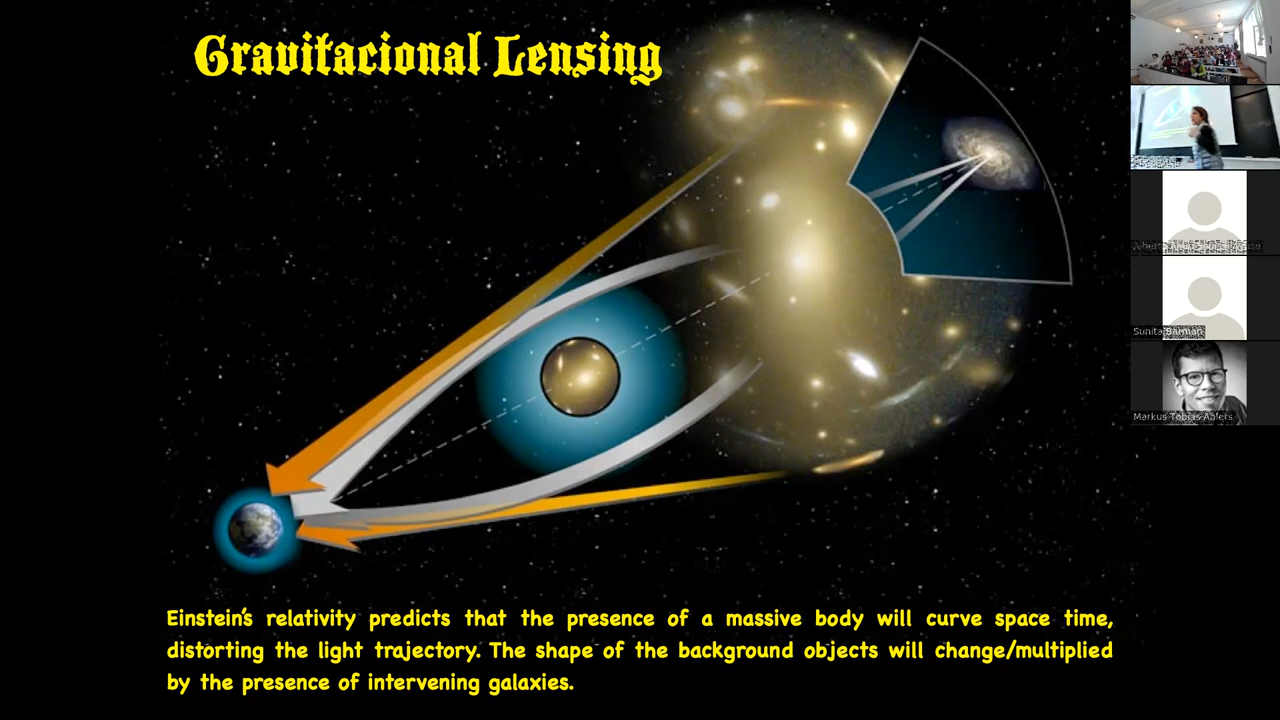 Gravitacional Lensing
Einstein's relativity predicts that the presence of a massive body will curve space time,
distorting the light trajectory. The shape of the background objects will change/multiplied
by the presence of intervening galaxies.
Sunita Barman
Markus Tobias Ahlers